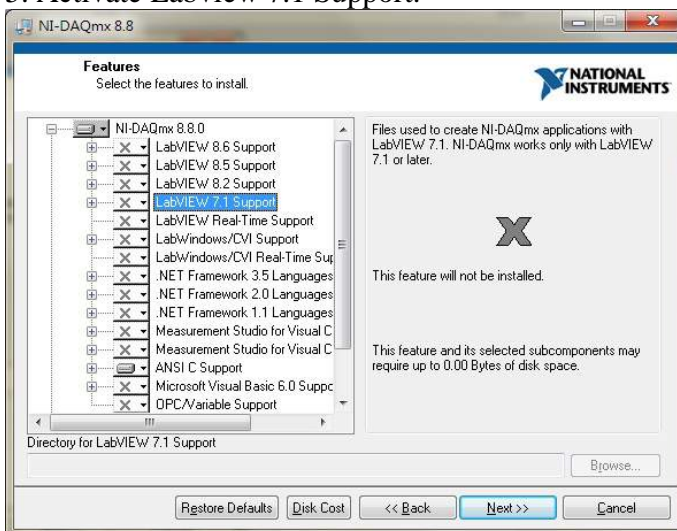 5. Activate Labview 7.1 Support.
NI-DAQmx 8.8
Features
Select the features to install.
NATIONAL
INSTRUMENTS
NI-DAQmx 8.8.0
LabVIEW 8.6 Support
LabVIEW 8.5 Support
LabVIEW 8.2 Support
LabVIEW 7.1 Support
LabVIEW Real-Time Support
LabWindows/CVI Support
LabWindows/CVI Real-Time Sup
.NET Framework 3.5 Languages
.NET Framework 2.0 Languages
.NET Framework 1.1 Languages
Measurement Studio for Visual C
Measurement Studio for Visual C
ANSI C Support
Microsoft Visual Basic 6.0 Suppo
OPC/Variable Support
Files used to create NI-DAQmx applications with
LabVIEW 7.1. NI-DAQmx works only with LabVIEW
7.1 or later.
This feature will not be installed.
This feature and its selected subcomponents may
require up to 0.00 Bytes of disk space.
Directory for LabVIEW 7.1 Support
Browse...
Restore Defaults
Disk Cost
<< Back
Next >>
Cancel